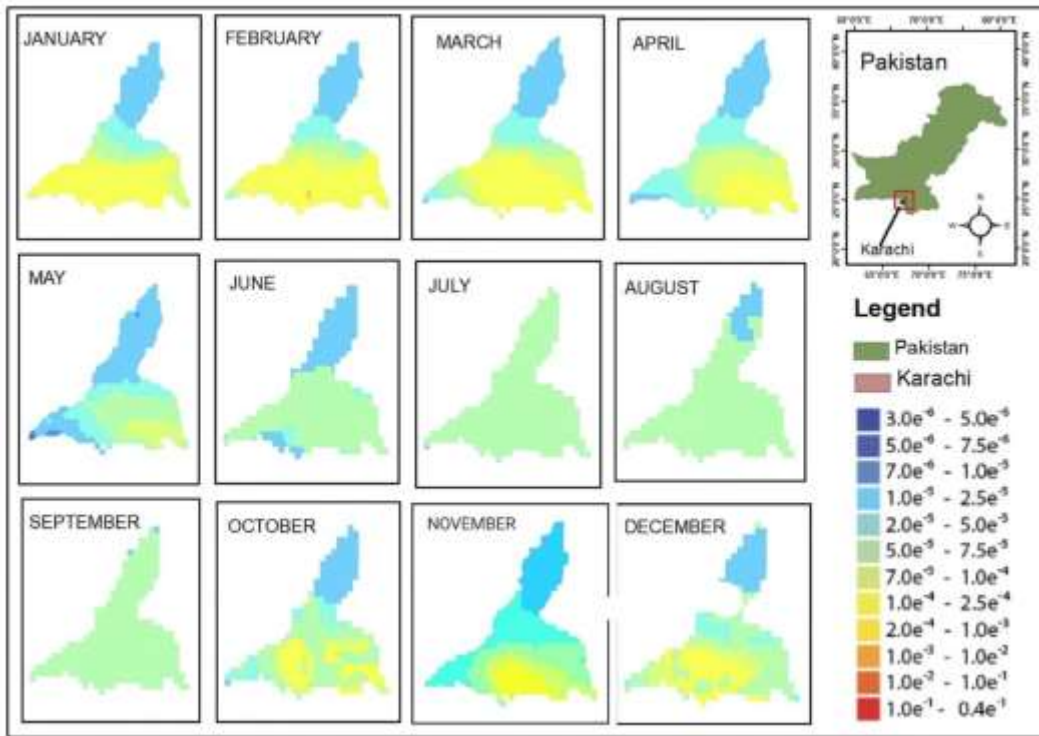 JANUARY
FEBRUARY
MARCH
APRIL
MAY
JUNE
JULY
AUGUST
SEPTEMBER
OCTOBER
NOVEMBER
DECEMBER
Pakistan
Karachi
Legend
Pakistan
Karachi
3.0e⁻⁶ - 5.0e⁻⁶
5.0e⁻⁶ - 7.5e⁻⁶
7.0e⁻⁶ - 1.0e⁻⁵
1.0e⁻⁵ - 2.5e⁻⁵
2.0e⁻⁵ - 5.0e⁻⁵
5.0e⁻⁵ - 7.5e⁻⁵
7.0e⁻⁵ - 1.0e⁻⁴
1.0e⁻⁴ - 2.5e⁻⁴
2.0e⁻⁴ - 1.0e⁻³
1.0e⁻³ - 1.0e⁻²
1.0e⁻² - 1.0e⁻¹
1.0e⁻¹ - 0.4e¹